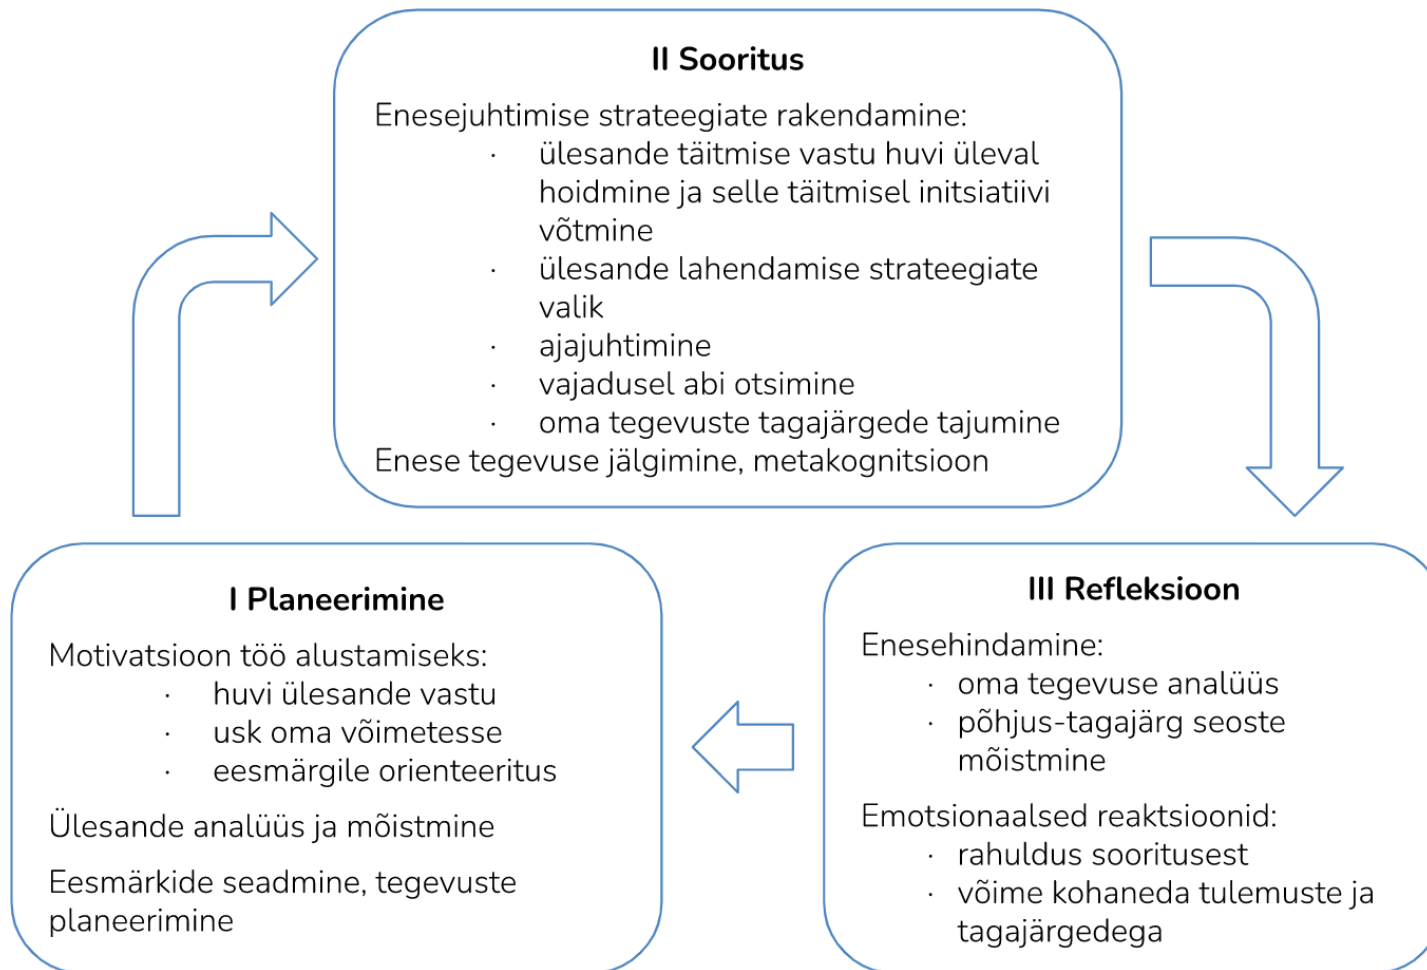 II Sooritus
Enesejuhtimise strateegiate rakendamine:
· ülesande täitmise vastu huvi üleval
hoidmine ja selle täitmisel initsiatiivi
võtmine
· ülesande lahendamise strateegiate
valik
· ajajuhtimine
· vajadusel abi otsimine
· oma tegevuste tagajärgede tajumine
Enese tegevuse jälgimine, metakognitsioon
I Planeerimine
Motivatsioon töö alustamiseks:
· huvi ülesande vastu
· usk oma võimetesse
· eesmärgile orienteeritus
Ülesande analüüs ja mõistmine
Eesmärkide seadmine, tegevuste
planeerimine
III Refleksioon
Enesehindamine:
· oma tegevuse analüüs
· põhjus-tagajärg seoste
mõistmine
Emotsionaalsed reaktsioonid:
· rahuldus sooritusest
· võime kohaneda tulemuste ja
tagajärgedega